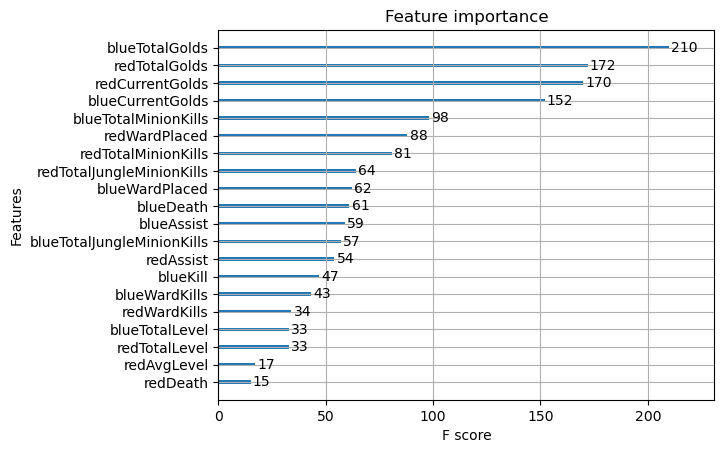 Feature importance
Features
blueTotalGolds 210
redTotalGolds 172
redCurrentGolds 170
blueCurrentGolds 152
blueTotalMinionKills 98
redWardPlaced 88
redTotalMinionKills 81
redTotalJungleMinionKills 64
blueWardPlaced 62
blueDeath 61
blueAssist 59
blueTotalJungleMinionKills 57
redAssist 54
blueKill 47
blueWardKills 43
redWardKills 34
blueTotalLevel 33
redTotalLevel 33
redAvgLevel 17
redDeath 15
0 50 100 150 200
F score